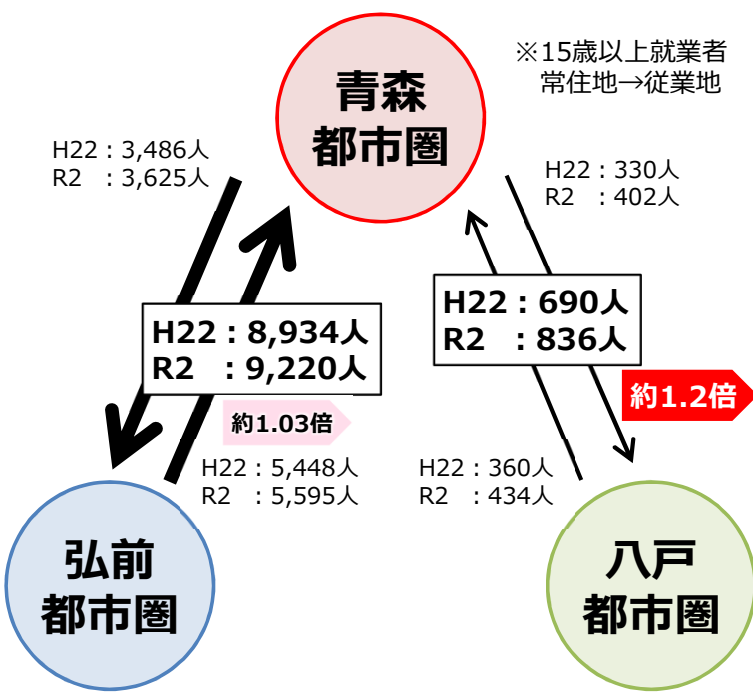 ※15歳以上就業者
常住地→従業地
青森
都市圏
H22：3,486人
R2 ：3,625人
H22：330人
R2 ：402人
H22：8,934人
R2 ：9,220人
約1.03倍
H22：690人
R2 ：836人
約1.2倍
H22：5,448人
R2 ：5,595人
H22：360人
R2 ：434人
弘前
都市圏
八戸
都市圏